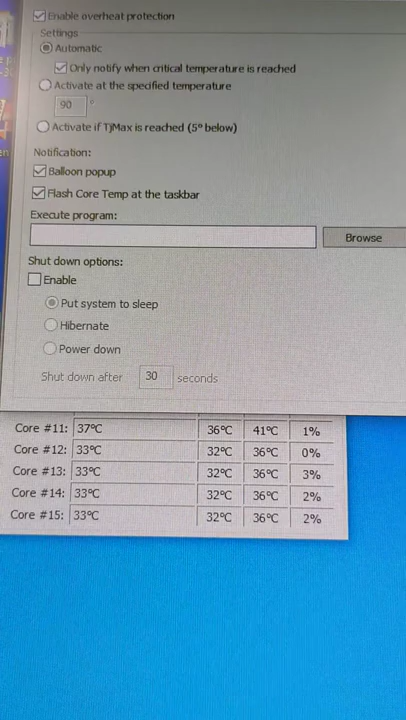 Enable overheat protection
Settings
Automatic
Only notify when critical temperature is reached
Activate at the specified temperature
90 °
Activate if TjMax is reached (5° below)
Notification:
Balloon popup
Flash Core Temp at the taskbar
Execute program:
Browse
Shut down options:
Enable
Put system to sleep
Hibernate
Power down
Shut down after 30 seconds
Core #11: 37°C 36°C 41°C 1%
Core #12: 33°C 32°C 36°C 0%
Core #13: 33°C 32°C 36°C 3%
Core #14: 33°C 32°C 36°C 2%
Core #15: 33°C 32°C 36°C 2%